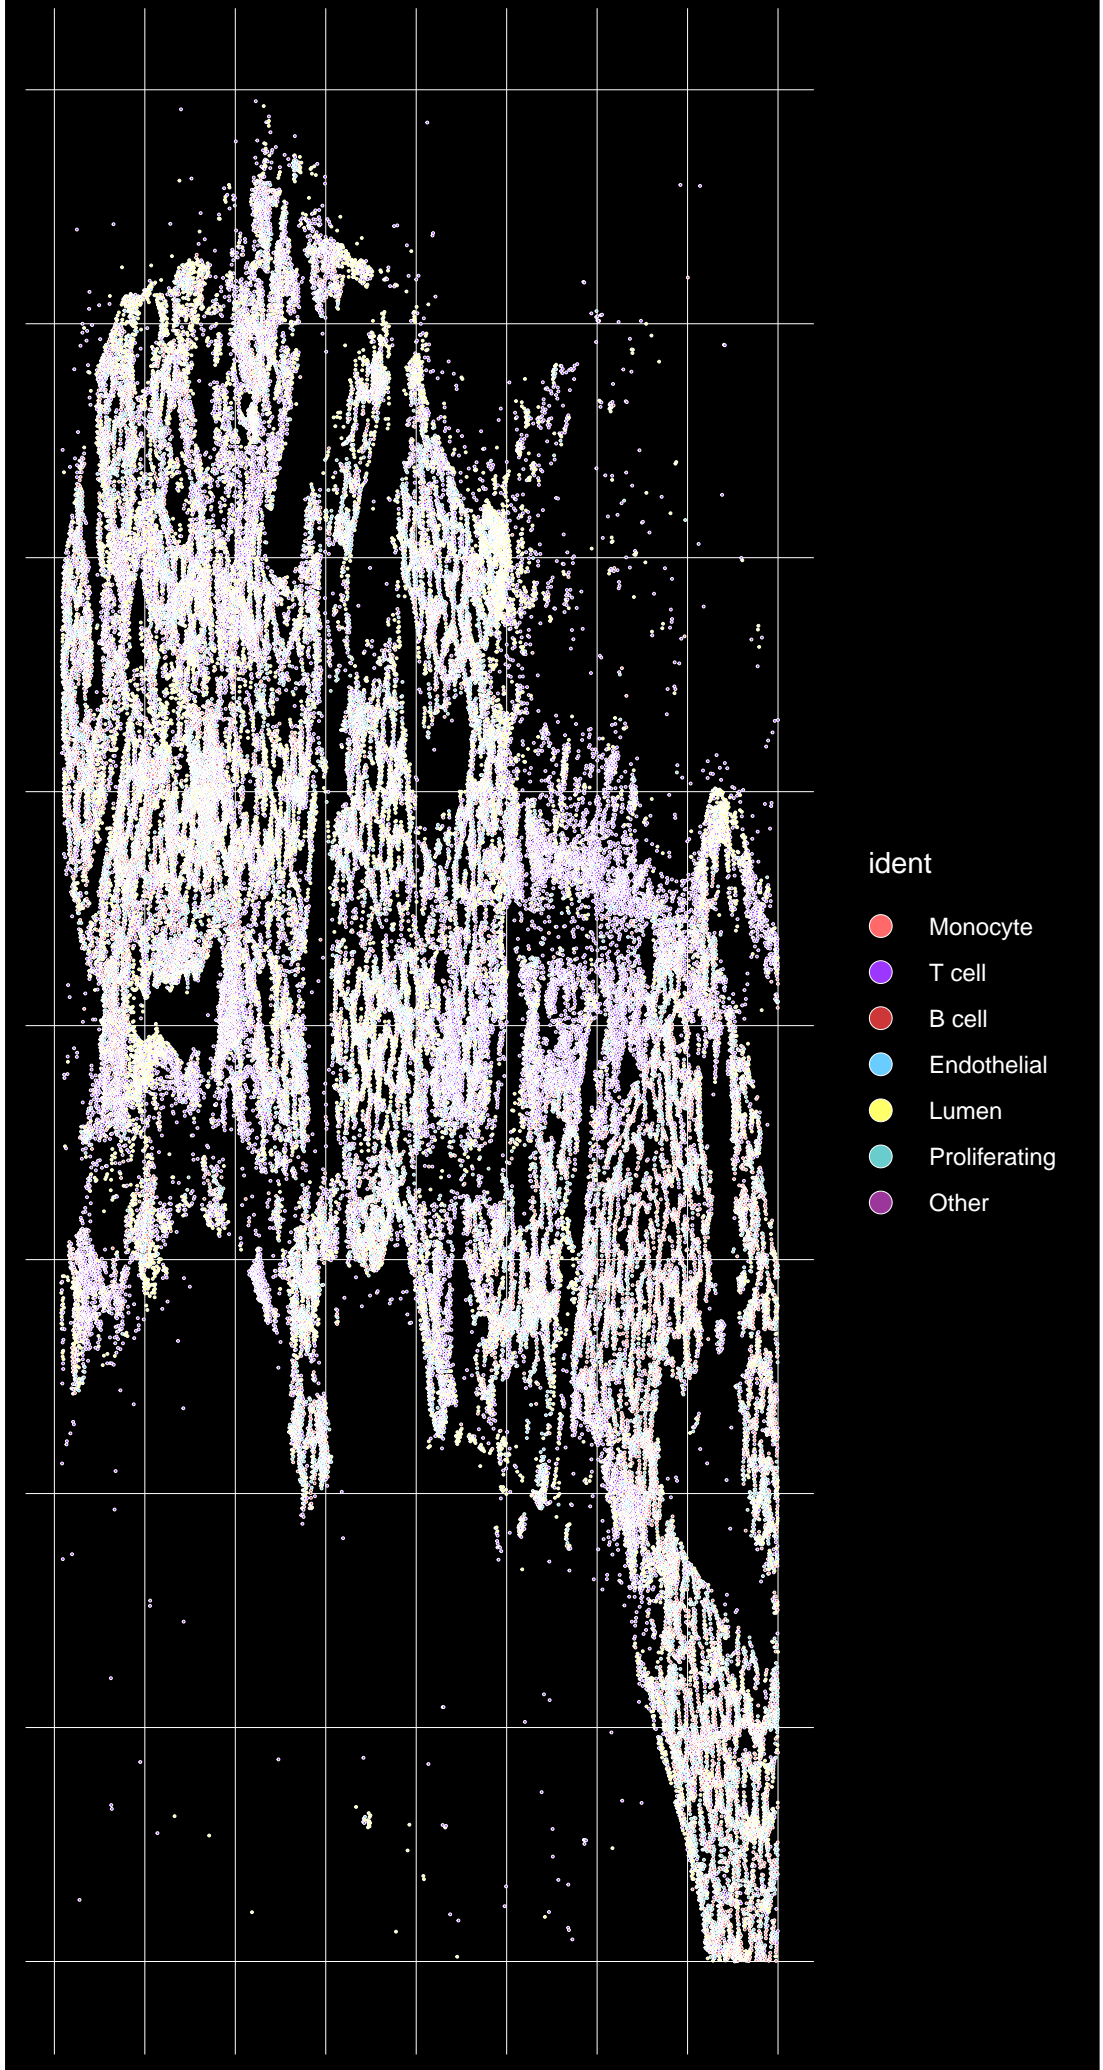 ident
Monocyte
T cell
B cell
Endothelial
Lumen
Proliferating
Other